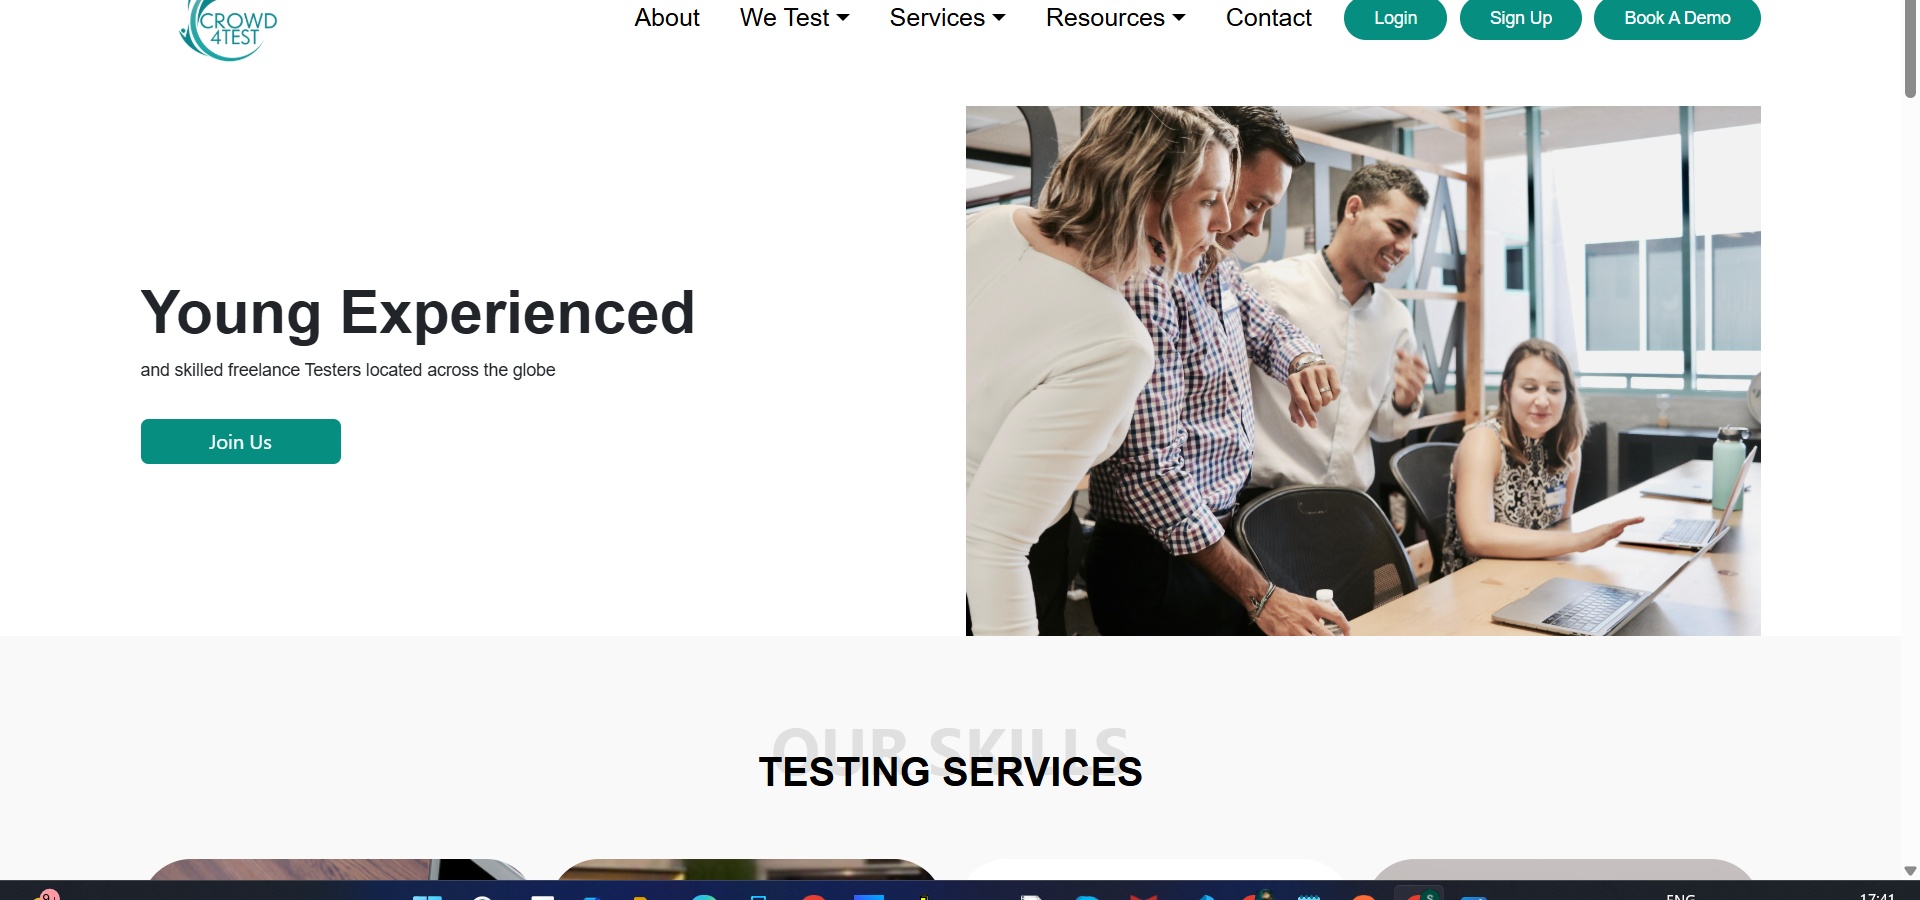 CROWD
4TEST
About We Test Services Resources Contact Login Sign Up Book A Demo
Young Experienced
and skilled freelance Testers located across the globe
Join Us
OUR SKILLS
TESTING SERVICES
ENG 17:41